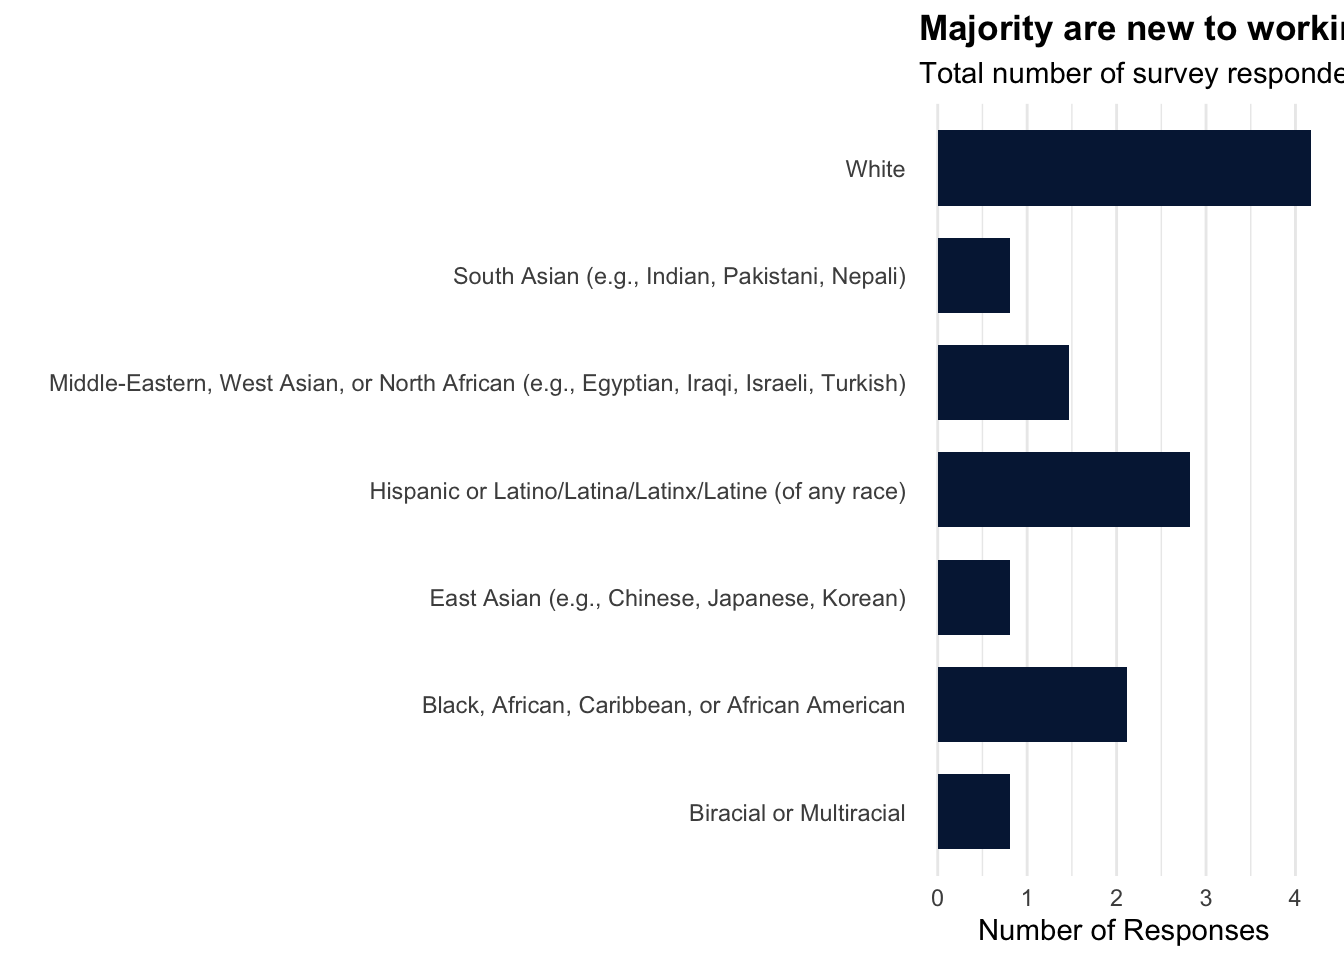 Majority are new to workin
Total number of survey responde
White
South Asian (e.g., Indian, Pakistani, Nepali)
Middle-Eastern, West Asian, or North African (e.g., Egyptian, Iraqi, Israeli, Turkish)
Hispanic or Latino/Latina/Latinx/Latine (of any race)
East Asian (e.g., Chinese, Japanese, Korean)
Black, African, Caribbean, or African American
Biracial or Multiracial
0 1 2 3 4
Number of Responses